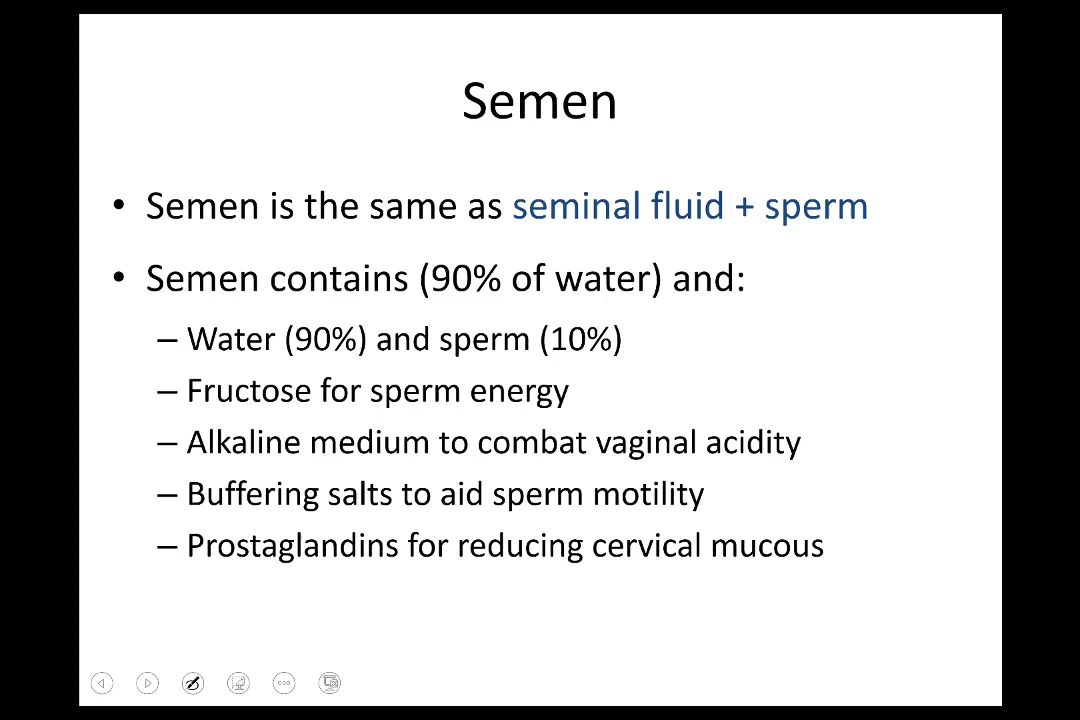 Semen
• Semen is the same as seminal fluid + sperm
• Semen contains (90% of water) and:
– Water (90%) and sperm (10%)
– Fructose for sperm energy
– Alkaline medium to combat vaginal acidity
– Buffering salts to aid sperm motility
– Prostaglandins for reducing cervical mucous